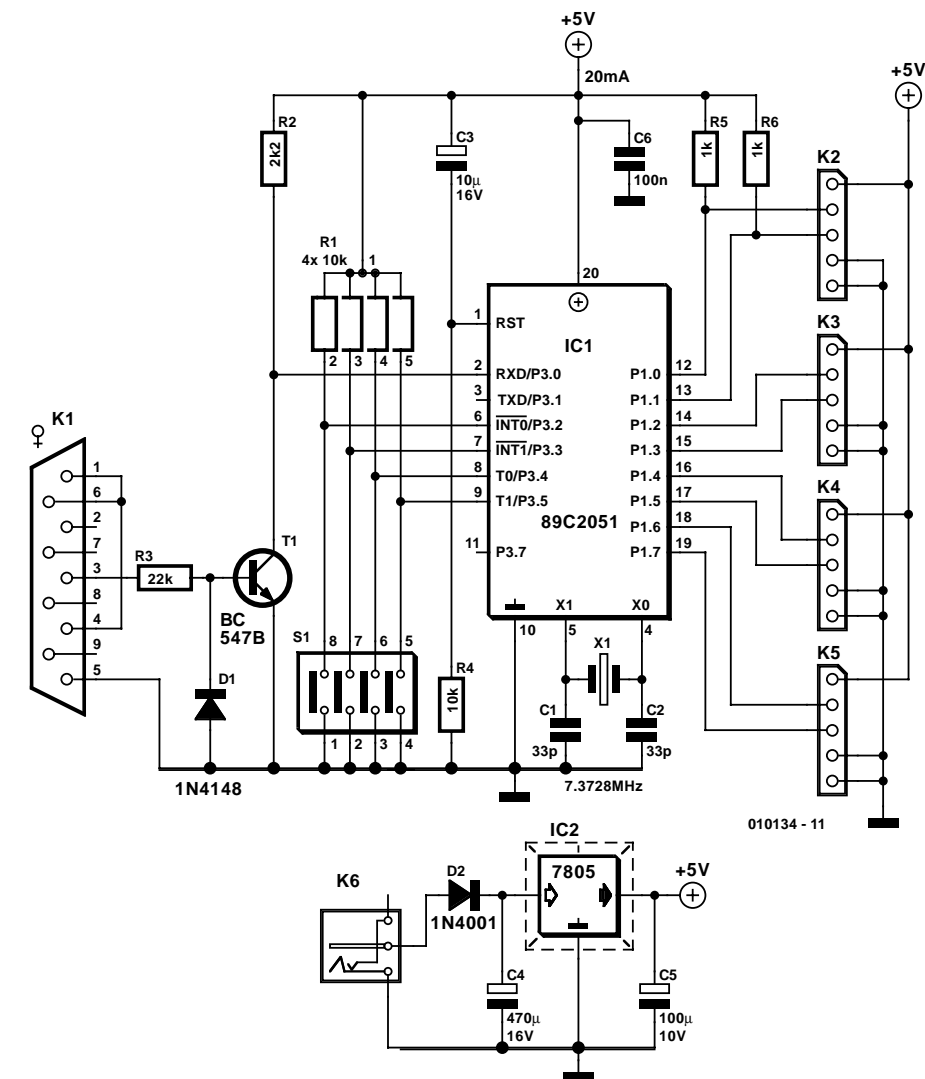 +5V
20mA
+5V
R2
2k2
C3
10μ
16V
C6
100n
R5
1k
R6
1k
K2
R1
4x 10k
1
2
3
4
5
20
1
RST
IC1
2
RXD/P3.0
3
TXD/P3.1
6
INT0/P3.2
7
INT1/P3.3
8
T0/P3.4
9
T1/P3.5
11
P3.7
89C2051
P1.0
12
P1.1
13
P1.2
14
P1.3
15
P1.4
16
P1.5
17
P1.6
18
P1.7
19
X1
X0
10
5
4
K3
K4
K5
K1
1
6
2
7
3
8
4
9
5
R3
22k
T1
BC
547B
D1
1N4148
S1
8
7
6
5
1
2
3
4
R4
10k
X1
C1
33p
C2
33p
7.3728MHz
010134 - 11
IC2
7805
K6
D2
1N4001
+5V
C4
470μ
16V
C5
100μ
10V